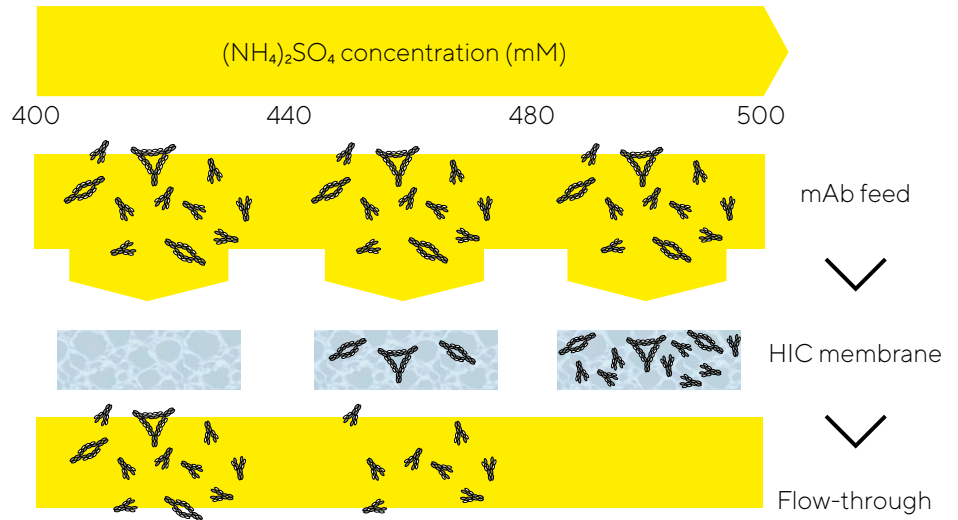 (NH₄)₂SO₄ concentration (mM)
400 440 480 500
mAb feed
HIC membrane
Flow-through